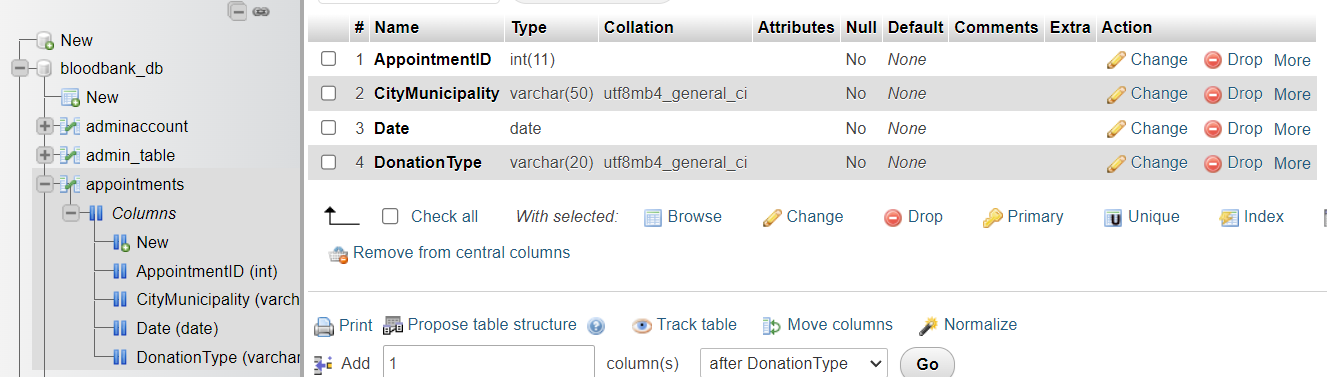 New
bloodbank_db
New
adminaccount
admin_table
appointments
Columns
New
AppointmentID (int)
CityMunicipality (varch
Date (date)
DonationType (varchar
# Name Type Collation Attributes Null Default Comments Extra Action
1 AppointmentID int(11) No None Change Drop More
2 CityMunicipality varchar(50) utf8mb4_general_ci No None Change Drop More
3 Date date No None Change Drop More
4 DonationType varchar(20) utf8mb4_general_ci No None Change Drop More
Check all With selected: Browse Change Drop Primary U Unique Index
Remove from central columns
Print Propose table structure ? Track table Move columns Normalize
Add 1 column(s) after DonationType Go